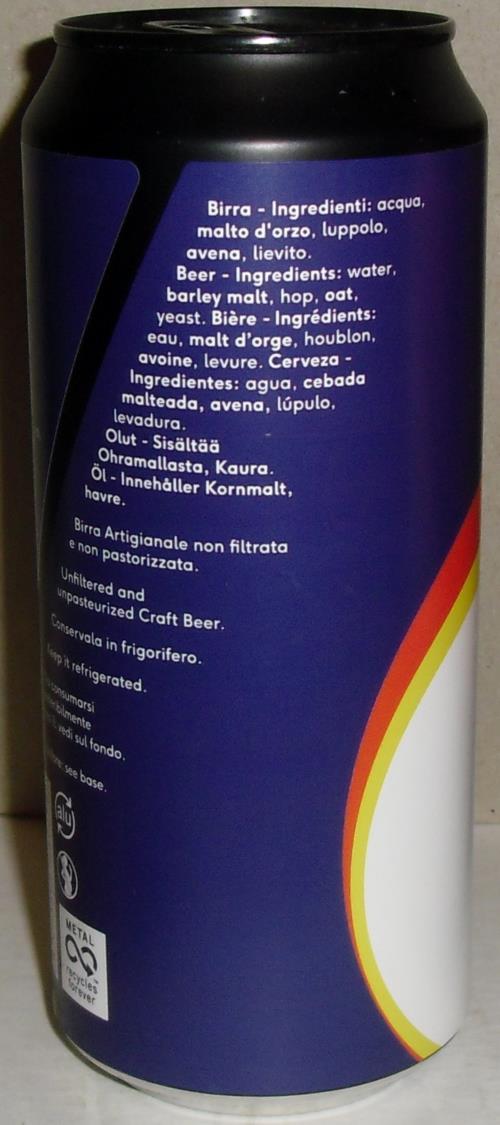 Birra - Ingredienti: acqua,
malto d'orzo, luppolo,
avena, lievito.
Beer - Ingredients: water,
barley malt, hop, oat,
yeast. Bière - Ingrédients:
eau, malt d'orge, houblon,
avoine, levure. Cerveza -
Ingredientes: agua, cebada
malteada, avena, lúpulo,
levadura.
Olut - Sisältää
Ohramallasta, Kaura.
Öl - Innehåller Kornmalt,
havre.
Birra Artigianale non filtrata
e non pastorizzata.
Unfiltered and
unpasteurized Craft Beer.
Conservala in frigorifero.
Keep it refrigerated.
consumarsi
vedi sul fondo.
see base.
alu
METAL
recycles
forever